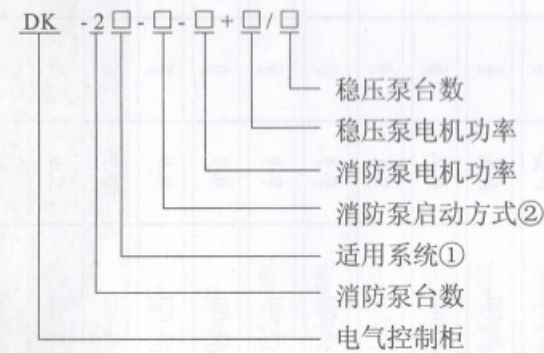 DK -2□-□-□+□/□
稳压泵台数
稳压泵电机功率
消防泵电机功率
消防泵启动方式②
适用系统①
消防泵台数
电气控制柜